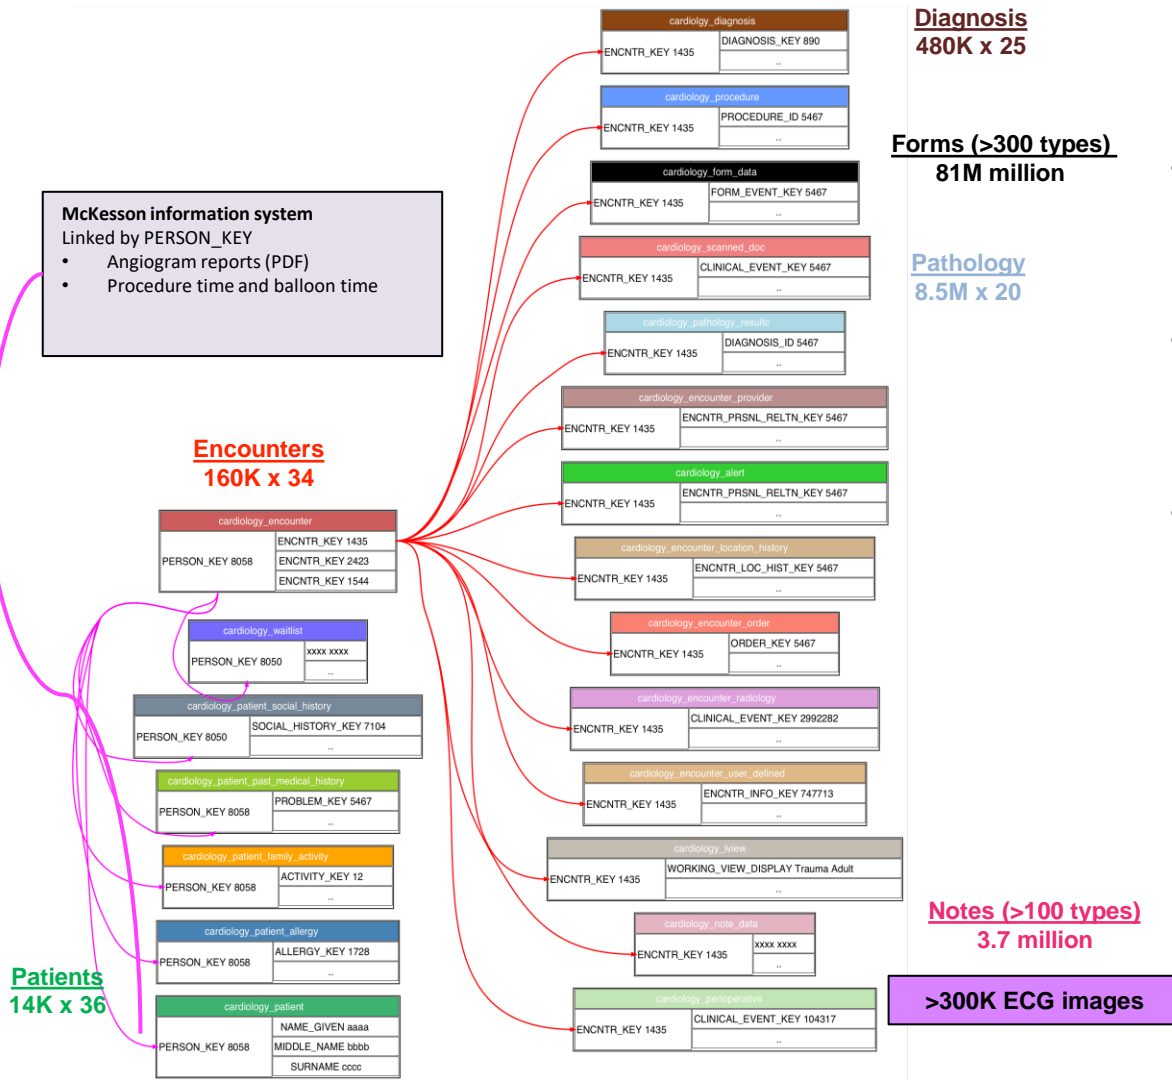 McKesson information system
Linked by PERSON_KEY
• Angiogram reports (PDF)
• Procedure time and balloon time
Encounters
160K x 34
cardiology_encounter
PERSON_KEY 8058
ENCNTR_KEY 1435
ENCNTR_KEY 2423
ENCNTR_KEY 1544
cardiology_waitlist
PERSON_KEY 8050
xxxx xxxx
..
cardiology_patient_social_history
PERSON_KEY 8050
SOCIAL_HISTORY_KEY 7104
..
cardiology_patient_past_medical_history
PERSON_KEY 8058
PROBLEM_KEY 5467
..
cardiology_patient_family_activity
PERSON_KEY 8058
ACTIVITY_KEY 12
..
cardiology_patient_allergy
PERSON_KEY 8058
ALLERGY_KEY 1728
..
Patients
14K x 36
cardiology_patient
PERSON_KEY 8058
NAME_GIVEN aaaa
MIDDLE_NAME bbbb
SURNAME cccc
cardiolgy_diagnosis
ENCNTR_KEY 1435
DIAGNOSIS_KEY 890
..
cardiology_procedure
ENCNTR_KEY 1435
PROCEDURE_ID 5467
..
cardiology_form_data
ENCNTR_KEY 1435
FORM_EVENT_KEY 5467
..
cardiology_scanned_doc
ENCNTR_KEY 1435
CLINICAL_EVENT_KEY 5467
..
cardiology_pathology_resultc
ENCNTR_KEY 1435
DIAGNOSIS_ID 5467
..
cardiology_encounter_provider
ENCNTR_KEY 1435
ENCNTR_PRSNL_RELTN_KEY 5467
..
cardiology_alert
ENCNTR_KEY 1435
ENCNTR_PRSNL_RELTN_KEY 5467
..
cardiology_encounter_location_history
ENCNTR_KEY 1435
ENCNTR_LOC_HIST_KEY 5467
..
cardiology_encounter_order
ENCNTR_KEY 1435
ORDER_KEY 5467
..
cardiology_encounter_radiology
ENCNTR_KEY 1435
CLINICAL_EVENT_KEY 2992282
..
cardiology_encounter_user_defined
ENCNTR_KEY 1435
ENCNTR_INFO_KEY 747713
..
cardiology_iview
ENCNTR_KEY 1435
WORKING_VIEW_DISPLAY Trauma Adult
..
cardiology_note_data
ENCNTR_KEY 1435
xxxx xxxx
..
cardiology_perioperative
ENCNTR_KEY 1435
CLINICAL_EVENT_KEY 104317
..
Diagnosis
480K x 25
Forms (>300 types)
81M million
Pathology
8.5M x 20
Notes (>100 types)
3.7 million
>300K ECG images